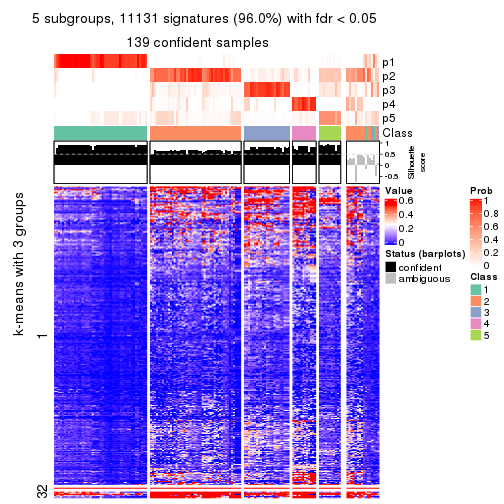 5 subgroups, 11131 signatures (96.0%) with fdr < 0.05
139 confident samples
p1
p2
p3
p4
p5
Class
1
0.5
0
-0.5
Silhouette
score
k-means with 3 groups
1
32
Value
0.6
0.4
0.2
0
Status (barplots)
confident
ambiguous
Prob
1
0.8
0.6
0.4
0.2
0
Class
1
2
3
4
5